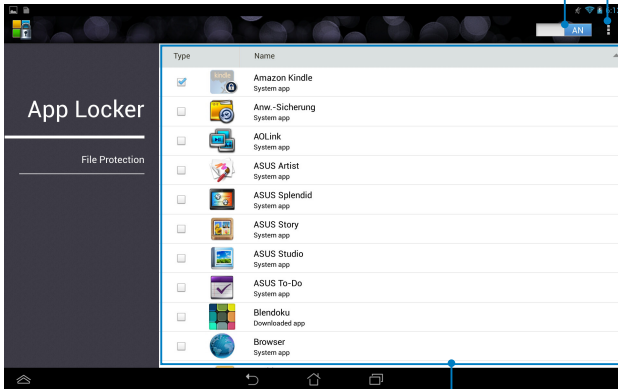 5:1
AN
Type Name
App Locker
File Protection
kindle
Amazon Kindle
System app
Anw.-Sicherung
System app
AOLink
System app
ASUS Artist
System app
ASUS Splendid
System app
ASUS Story
System app
ASUS Studio
System app
ASUS To-Do
System app
Blendoku
Downloaded app
Browser
System app